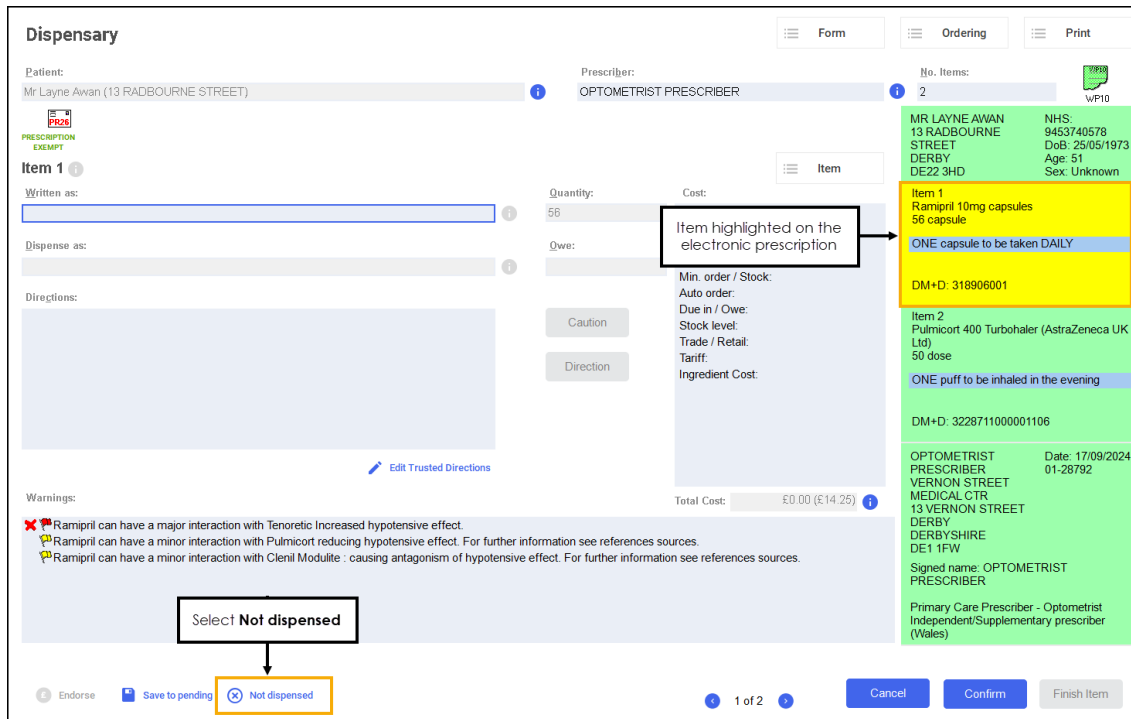 Dispensary
Form
Ordering
Print
Patient:
Prescriber:
No. Items:
Mr Layne Awan (13 RADBOURNE STREET)
OPTOMETRIST PRESCRIBER
2
WP10
WP10
PR26
PRESCRIPTION
EXEMPT
Item 1
Item
Written as:
Quantity:
Cost:
56
Dispense as:
Owe:
Item highlighted on the
electronic prescription
Min. order / Stock:
Auto order:
Due in / Owe:
Stock level:
Trade / Retail:
Tariff:
Ingredient Cost:
Directions:
Caution
Direction
Edit Trusted Directions
Warnings:
Total Cost:
£0.00 (£14.25)
Ramipril can have a major interaction with Tenoretic Increased hypotensive effect.
Ramipril can have a minor interaction with Pulmicort reducing hypotensive effect. For further information see references sources.
Ramipril can have a minor interaction with Clenil Modulite : causing antagonism of hypotensive effect. For further information see references sources.
Select Not dispensed
MR LAYNE AWAN
13 RADBOURNE
STREET
DERBY
DE22 3HD
NHS:
9453740578
DoB: 25/05/1973
Age: 51
Sex: Unknown
Item 1
Ramipril 10mg capsules
56 capsule
ONE capsule to be taken DAILY
DM+D: 318906001
Item 2
Pulmicort 400 Turbohaler (AstraZeneca UK
Ltd)
50 dose
ONE puff to be inhaled in the evening
DM+D: 3228711000001106
OPTOMETRIST
PRESCRIBER
VERNON STREET
MEDICAL CTR
13 VERNON STREET
DERBY
DERBYSHIRE
DE1 1FW
Date: 17/09/2024
01-28792
Signed name: OPTOMETRIST
PRESCRIBER
Primary Care Prescriber - Optometrist
Independent/Supplementary prescriber
(Wales)
Endorse
Save to pending
Not dispensed
1 of 2
Cancel
Confirm
Finish Item